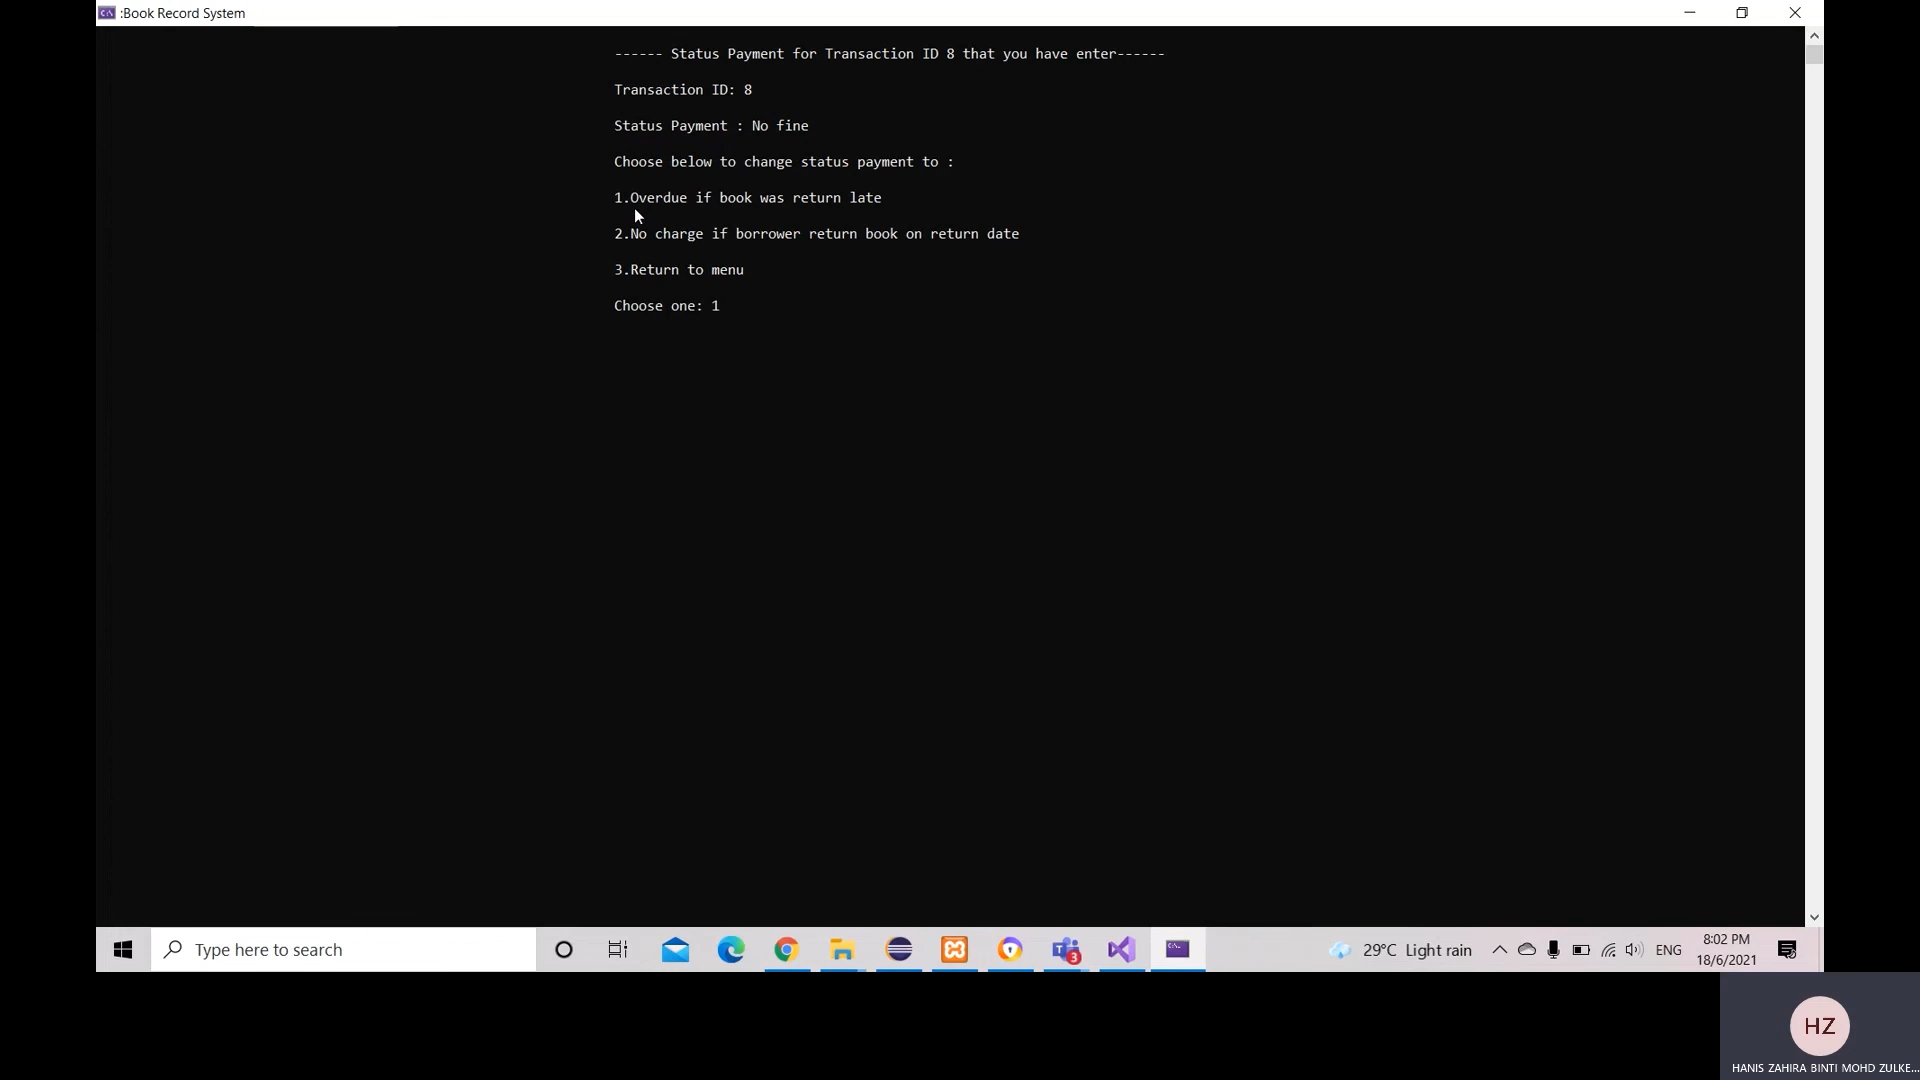 :Book Record System
------ Status Payment for Transaction ID 8 that you have enter------
Transaction ID: 8
Status Payment : No fine
Choose below to change status payment to :
1.Overdue if book was return late
2.No charge if borrower return book on return date
3.Return to menu
Choose one: 1
Type here to search
3
29°C Light rain
ENG
8:02 PM
18/6/2021
HZ
HANIS ZAHIRA BINTI MOHD ZULKE...